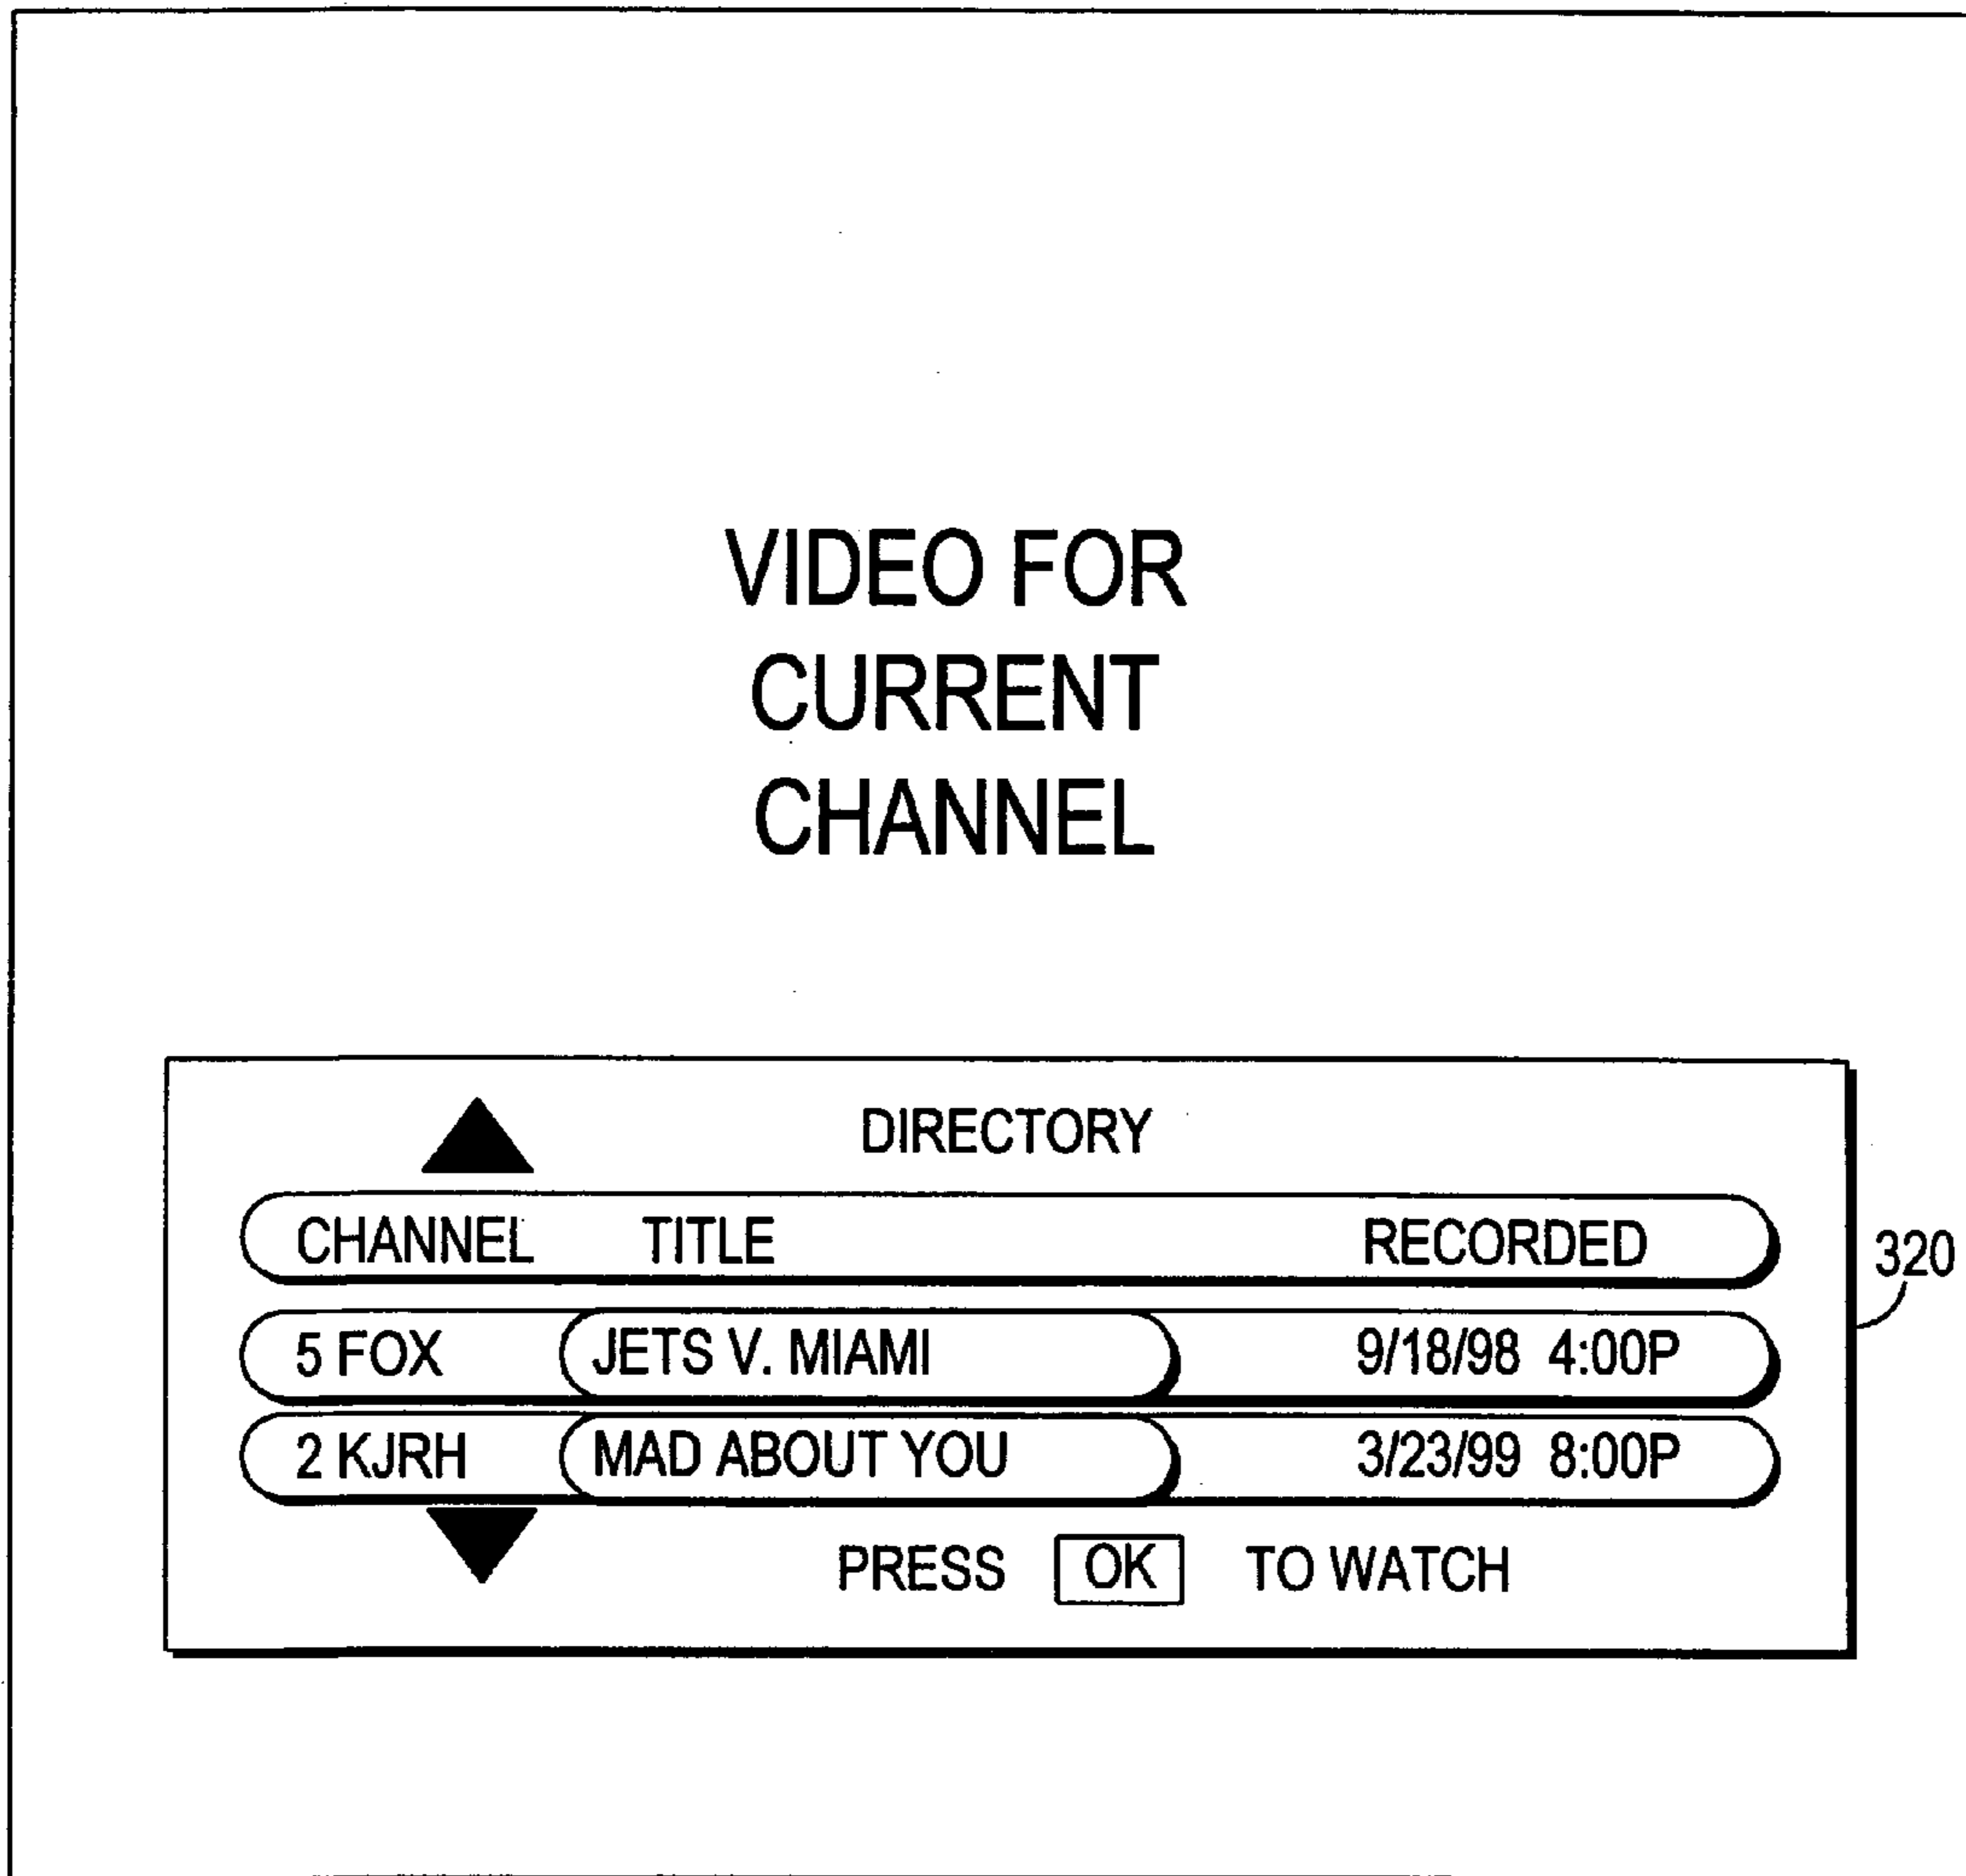 VIDEO FOR
CURRENT
CHANNEL
DIRECTORY
CHANNEL TITLE RECORDED
320
5 FOX JETS V. MIAMI 9/18/98 4:00P
2 KJRH MAD ABOUT YOU 3/23/99 8:00P
PRESS OK TO WATCH